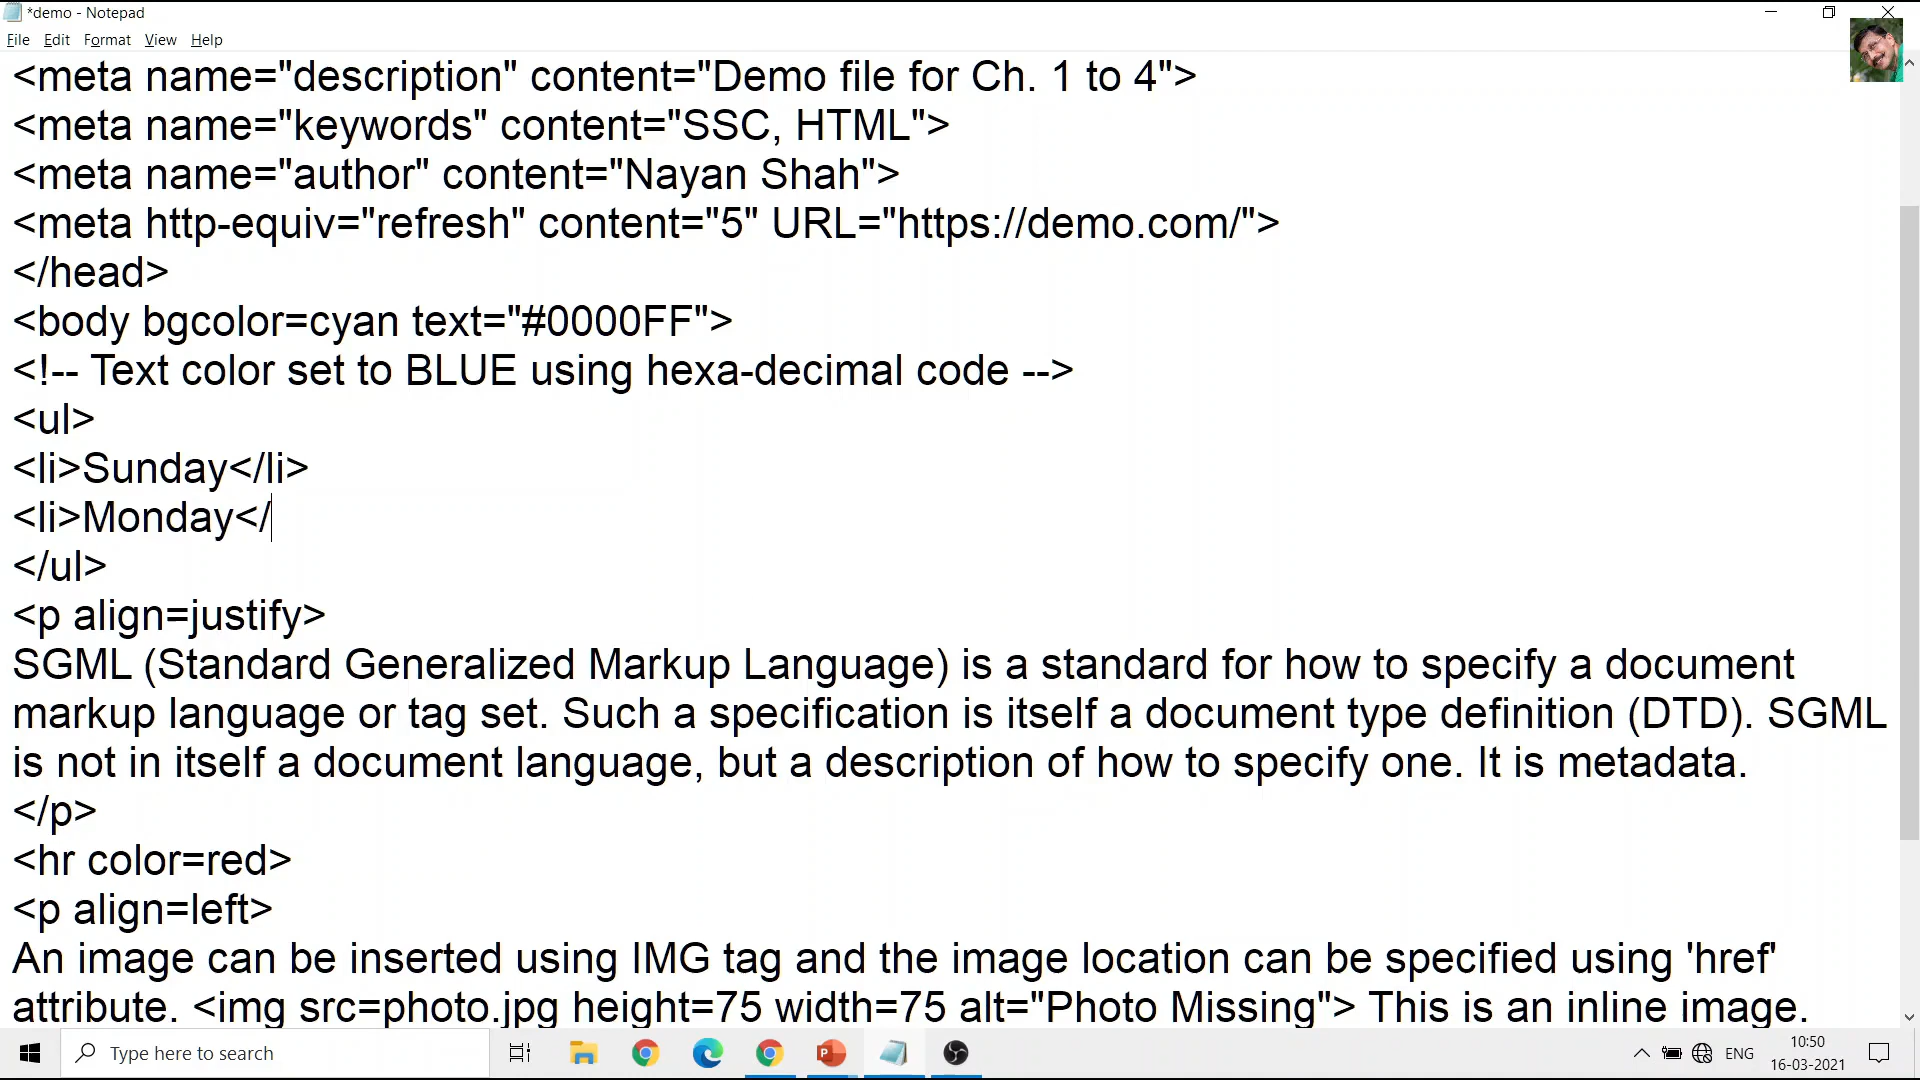 *demo - Notepad
File Edit Format View Help
<meta name="description" content="Demo file for Ch. 1 to 4">
<meta name="keywords" content="SSC, HTML">
<meta name="author" content="Nayan Shah">
<meta http-equiv="refresh" content="5" URL="https://demo.com/">
</head>
<body bgcolor=cyan text="#0000FF">
<!-- Text color set to BLUE using hexa-decimal code -->
<ul>
<li>Sunday</li>
<li>Monday</
</ul>
<p align=justify>
SGML (Standard Generalized Markup Language) is a standard for how to specify a document
markup language or tag set. Such a specification is itself a document type definition (DTD). SGML
is not in itself a document language, but a description of how to specify one. It is metadata.
</p>
<hr color=red>
<p align=left>
An image can be inserted using IMG tag and the image location can be specified using 'href'
attribute. <img src=photo.jpg height=75 width=75 alt="Photo Missing"> This is an inline image.
Type here to search
ENG
10:50
16-03-2021